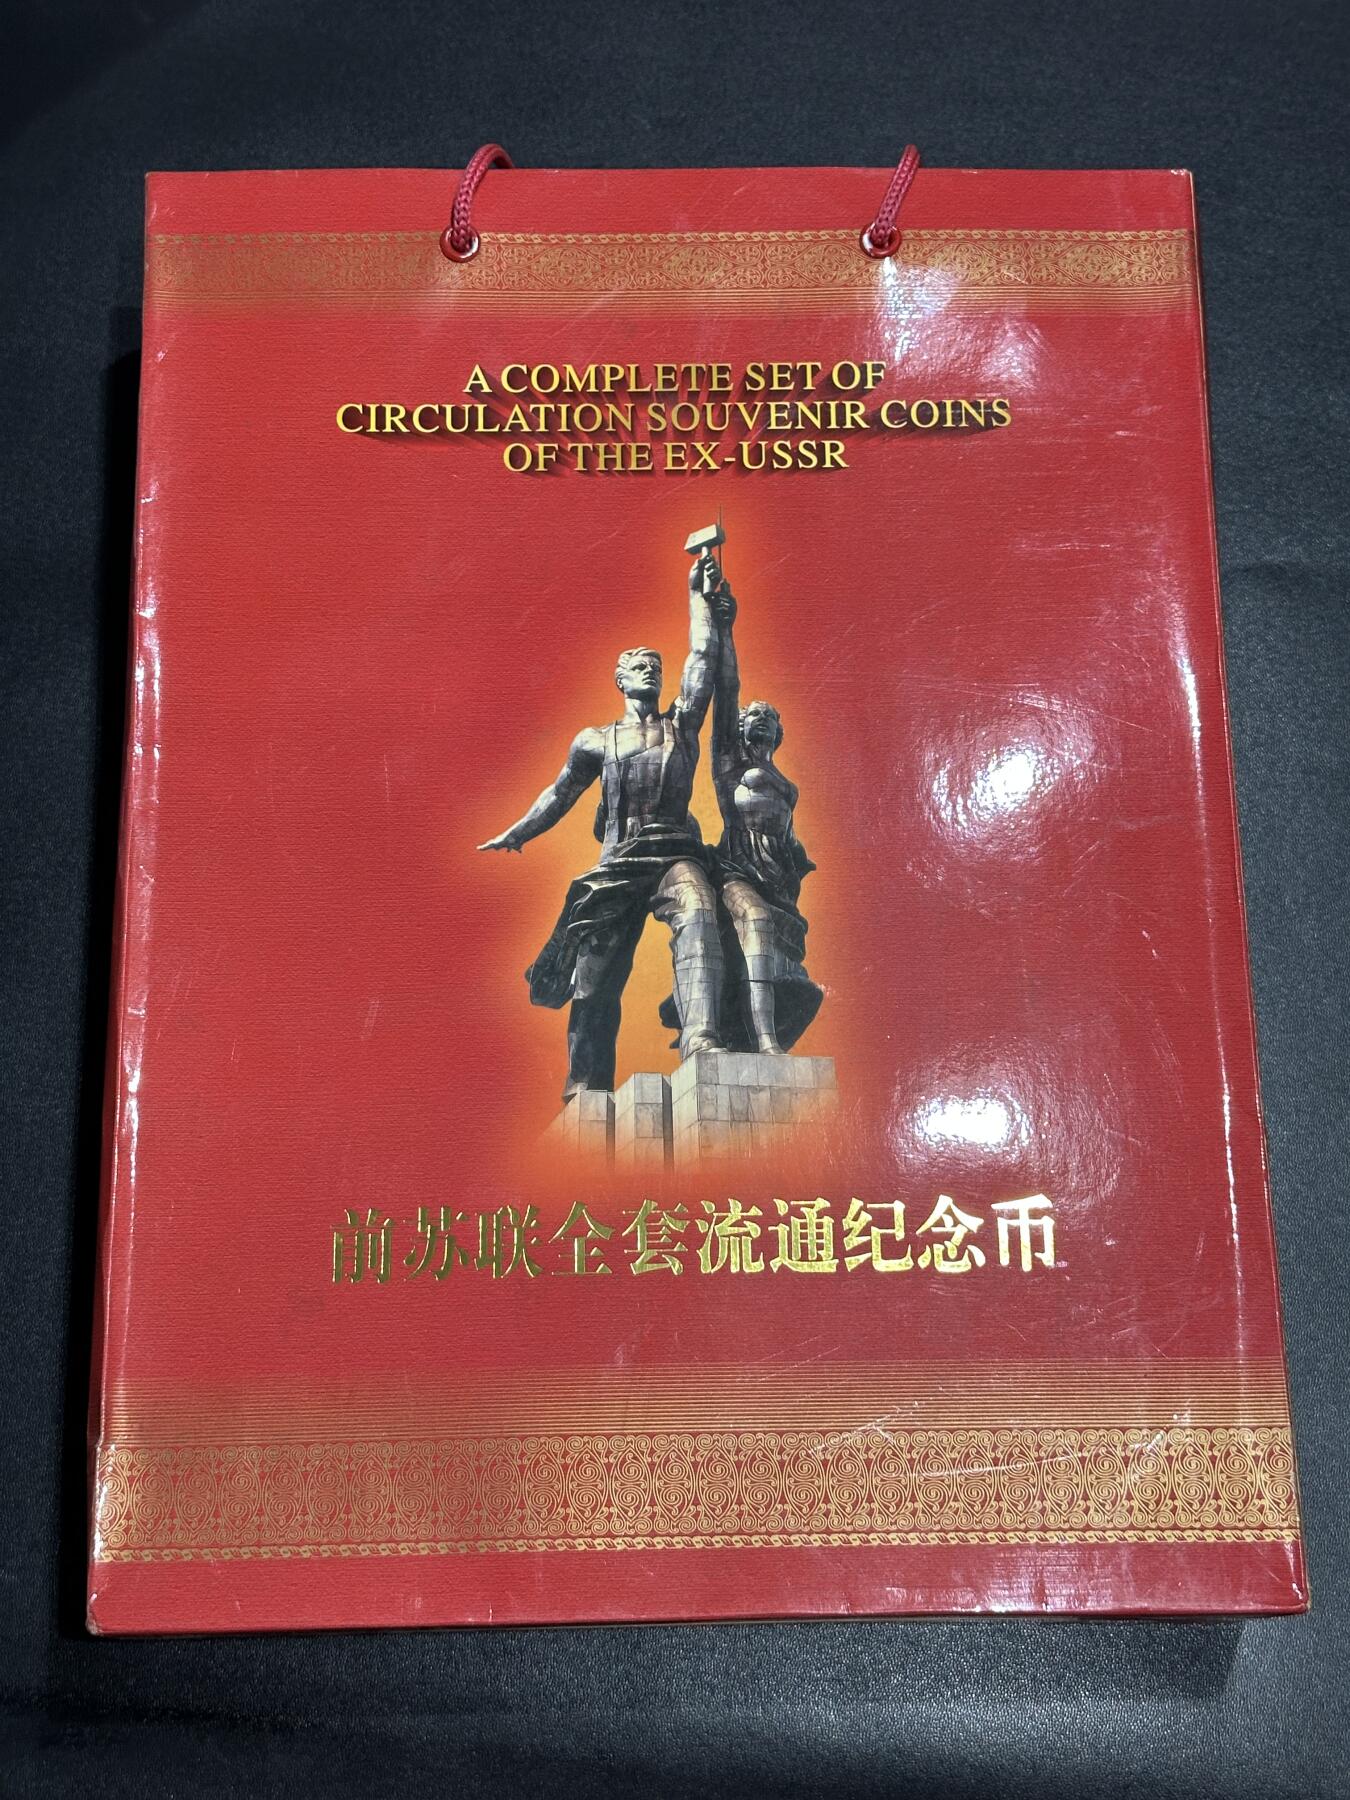 A COMPLETE SET OF
CIRCULATION SOUVENIR COINS
OF THE EX-USSR
前苏联全套流通纪念币